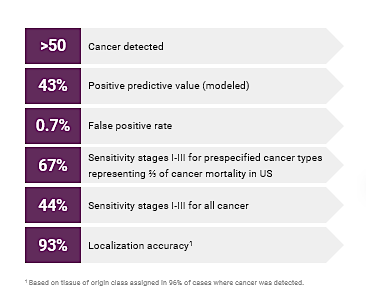 >50 Cancer detected
43% Positive predictive value (modeled)
0.7% False positive rate
67% Sensitivity stages I-III for prespecified cancer types
representing ⅔ of cancer mortality in US
44% Sensitivity stages I-III for all cancer
93% Localization accuracy¹
¹ Based on tissue of origin class assigned in 96% of cases where cancer was detected.